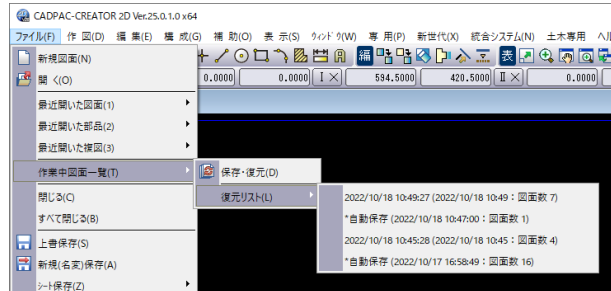 CADPAC-CREATOR 2D Ver.25.0.1.0 x64
ファイル(F) 作 図(D) 編 集(E) 構 成(G) 補 助(O) 表 示(S) ウィンドウ(W) 専 用(P) 新世代(X) 統合システム(N) 土木専用 ヘル
新規図面(N)
編 表
開 く(O)
0.0000 0.0000 I 594.5000 420.5000 II 0.0000
最近開いた図面(1)
最近開いた部品(2)
最近開いた複図(3)
作業中図面一覧(T)
保存・復元(D)
閉じる(C)
復元リスト(L)
2022/10/18 10:49:27 (2022/10/18 10:49：図面数 7)
すべて閉じる(B)
*自動保存 (2022/10/18 10:47:00：図面数 1)
上書保存(S)
2022/10/18 10:45:28 (2022/10/18 10:45：図面数 4)
新規(名変)保存(A)
*自動保存 (2022/10/17 16:58:49：図面数 16)
シート保存(Z)